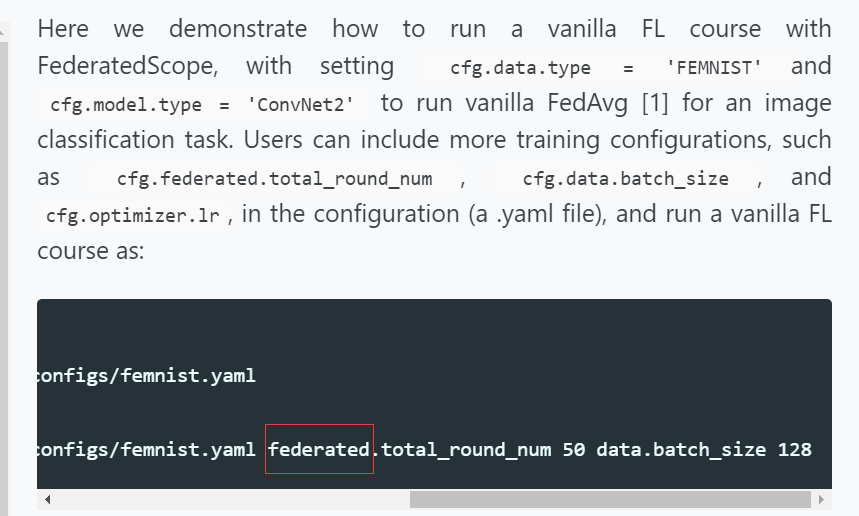 Here we demonstrate how to run a vanilla FL course with
FederatedScope, with setting cfg.data.type = 'FEMNIST' and
cfg.model.type = 'ConvNet2' to run vanilla FedAvg [1] for an image
classification task. Users can include more training configurations, such
as cfg.federated.total_round_num , cfg.data.batch_size , and
cfg.optimizer.lr , in the configuration (a .yaml file), and run a vanilla FL
course as:
configs/femnist.yaml
configs/femnist.yaml federated.total_round_num 50 data.batch_size 128